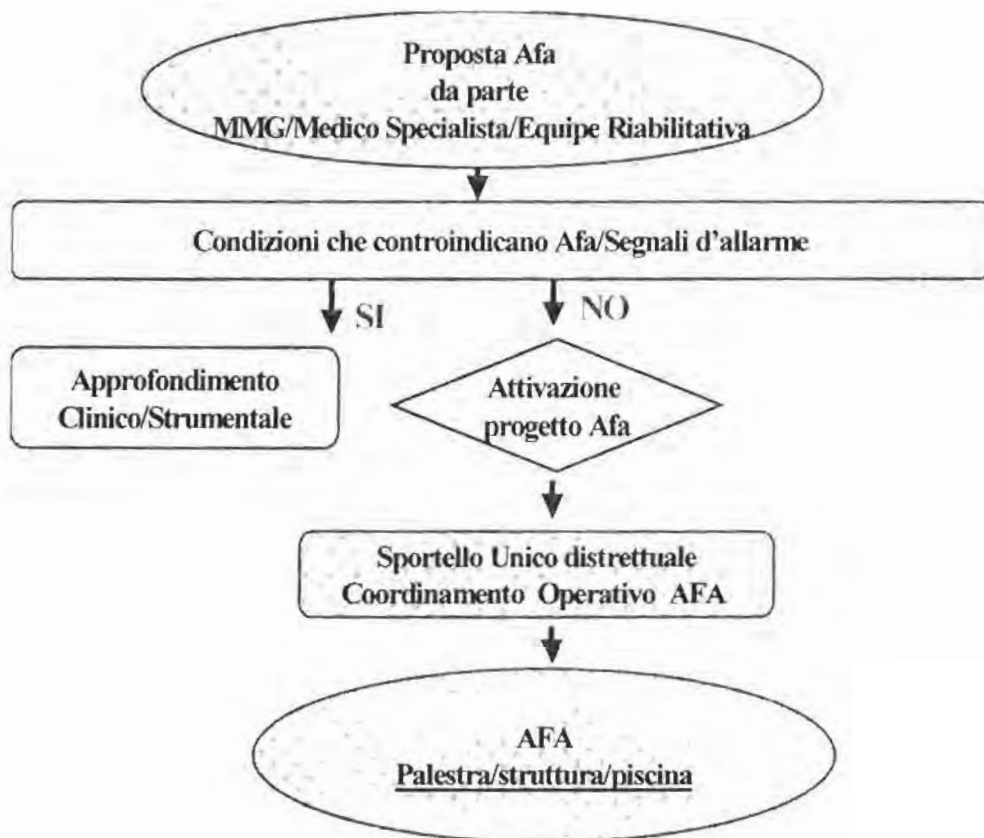 Proposta Afa
da parte
MMG/Medico Specialista/Equipe Riabilitativa
Condizioni che controindicano Afa/Segnali d'allarme
SI
NO
Approfondimento
Clinico/Strumentale
Attivazione
progetto Afa
Sportello Unico distrettuale
Coordinamento Operativo AFA
AFA
Palestra/struttura/piscina